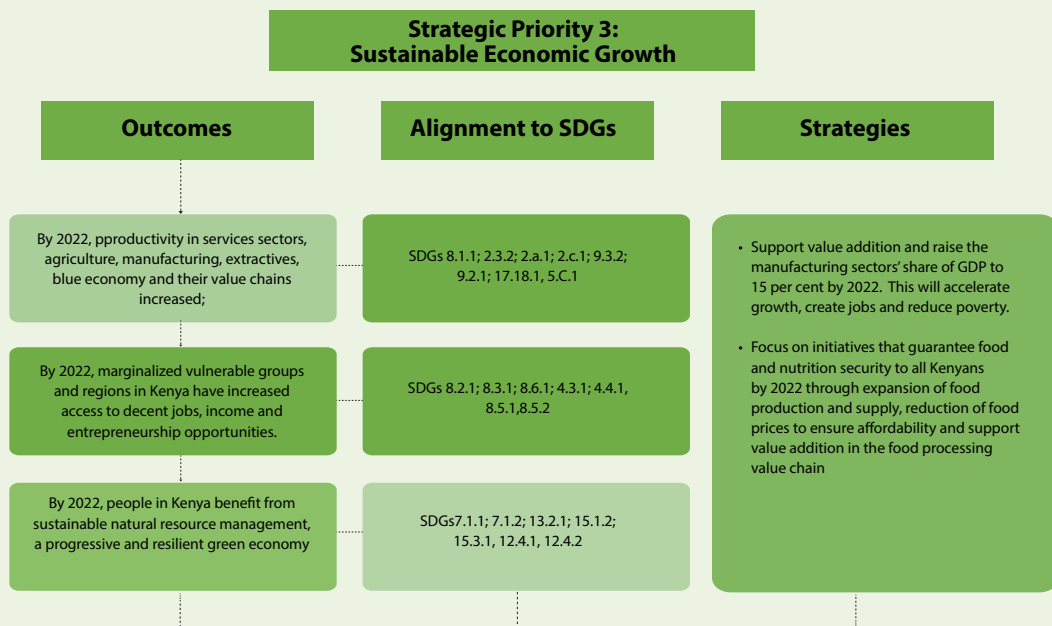 Strategic Priority 3:
Sustainable Economic Growth
Outcomes
Alignment to SDGs
Strategies
By 2022, pproductivity in services sectors,
agriculture, manufacturing, extractives,
blue economy and their value chains
increased;
SDGs 8.1.1; 2.3.2; 2.a.1; 2.c.1; 9.3.2;
9.2.1; 17.18.1, 5.C.1
By 2022, marginalized vulnerable groups
and regions in Kenya have increased
access to decent jobs, income and
entrepreneurship opportunities.
SDGs 8.2.1; 8.3.1; 8.6.1; 4.3.1; 4.4.1,
8.5.1,8.5.2
By 2022, people in Kenya benefit from
sustainable natural resource management,
a progressive and resilient green economy
SDGs7.1.1; 7.1.2; 13.2.1; 15.1.2;
15.3.1, 12.4.1, 12.4.2
• Support value addition and raise the
manufacturing sectors' share of GDP to
15 per cent by 2022. This will accelerate
growth, create jobs and reduce poverty.
• Focus on initiatives that guarantee food
and nutrition security to all Kenyans
by 2022 through expansion of food
production and supply, reduction of food
prices to ensure affordability and support
value addition in the food processing
value chain